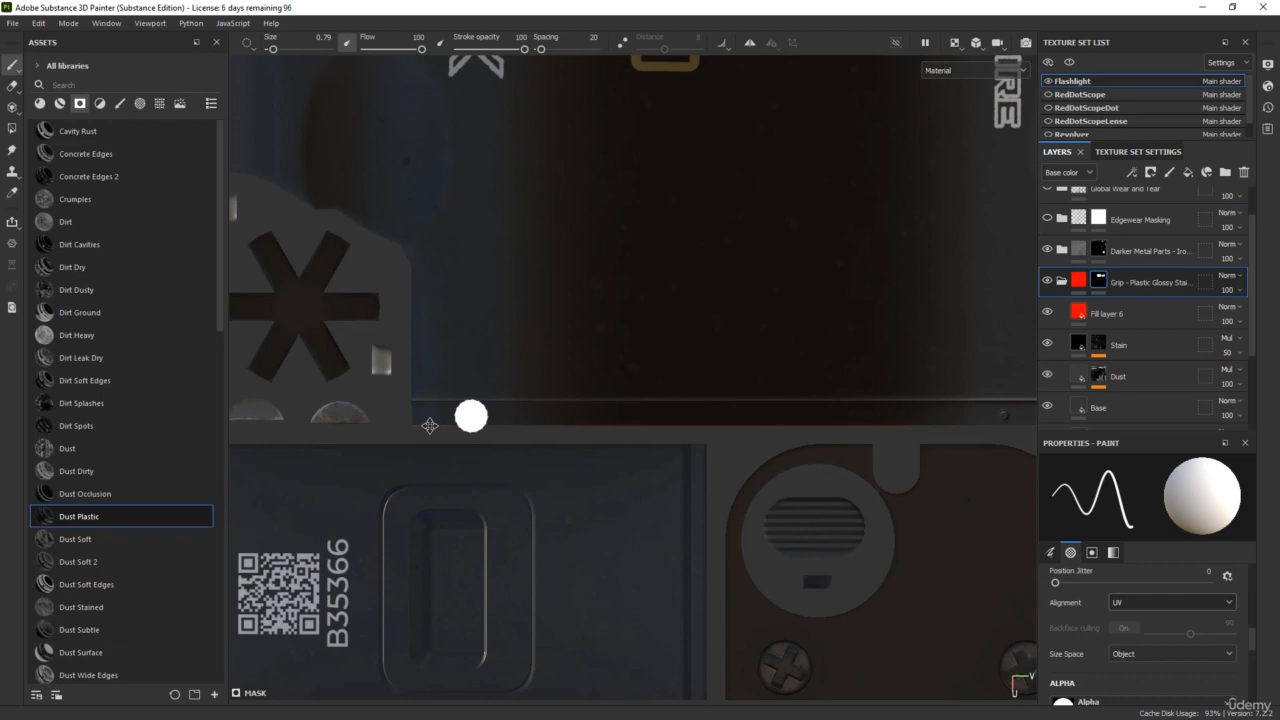 Adobe Substance 3D Painter (Substance Edition) - License: 6 days remaining 96
File Edit Mode Window Viewport Python JavaScript Help
ASSETS
All libraries
Search
Cavity Rust
Concrete Edges
Concrete Edges 2
Crumples
Dirt
Dirt Cavities
Dirt Dry
Dirt Dusty
Dirt Ground
Dirt Heavy
Dirt Leak Dry
Dirt Soft Edges
Dirt Splashes
Dirt Spots
Dust
Dust Dirty
Dust Occlusion
Dust Plastic
Dust Soft
Dust Soft 2
Dust Soft Edges
Dust Stained
Dust Subtle
Dust Surface
Dust Wide Edges
Size 0.79 Flow 100 Stroke opacity 100 Spacing 20 Distance 8
Material
B35366
MASK
V
U
TEXTURE SET LIST
Settings
Flashlight Main shader
RedDotScope Main shader
RedDotScopeDot Main shader
RedDotScopeLense Main shader
Revolver Main shader
LAYERS TEXTURE SET SETTINGS
Base color
Global Wear and Tear
100
Edgewear Masking Norm
100
Darker Metal Parts - Iro... Norm
100
Grip - Plastic Glossy Stai... Norm
100
Fill layer 6 Norm
100
Stain Mul
50
Dust Mul
100
Base Norm
100
PROPERTIES - PAINT
Position Jitter 0
Alignment UV
Backface culling On 90
Size Space Object
ALPHA
Alpha
Cache Disk Usage: 93% | Version: 7.2.2
udemy